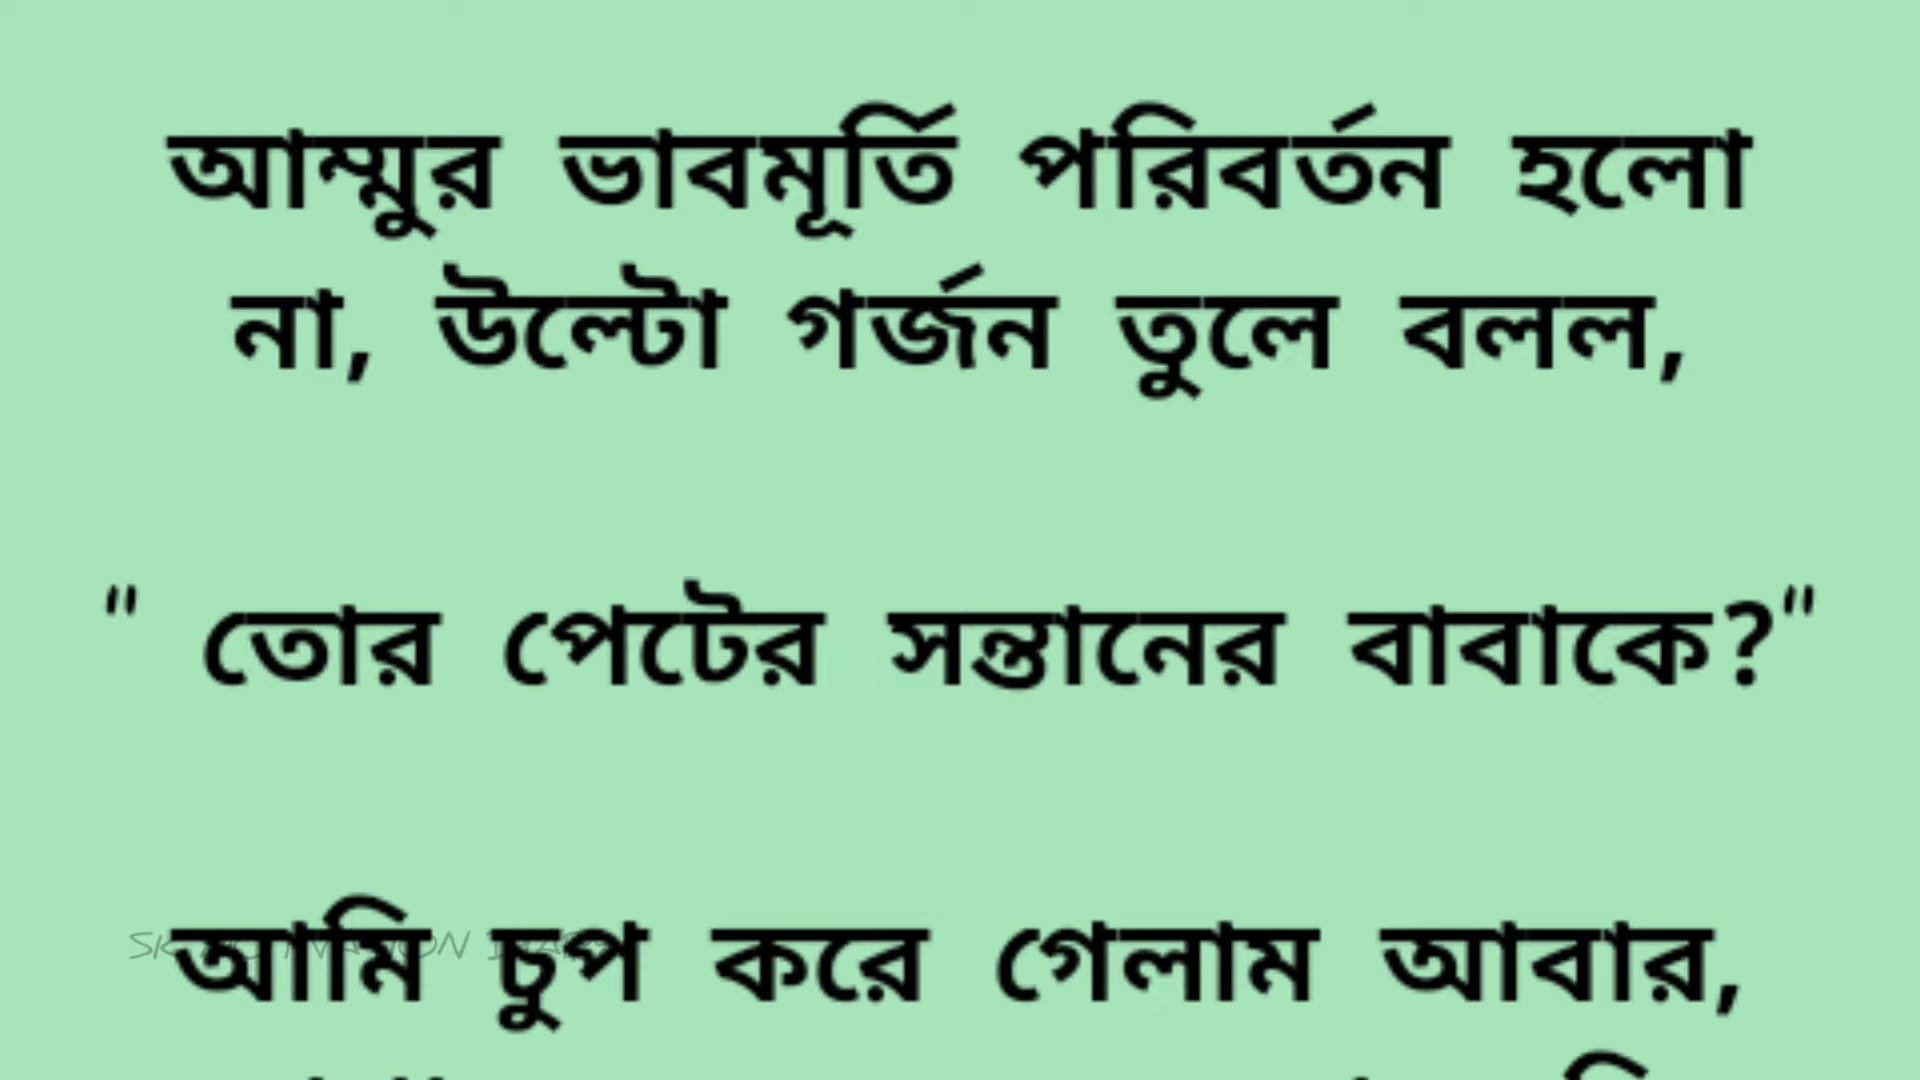 আম্মুর ভাবমূর্তি পরিবর্তন হলো
না, উল্টো গর্জন তুলে বলল,
" তোর পেটের সন্তানের বাবাকে?"
আমি চুপ করে গেলাম আবার,